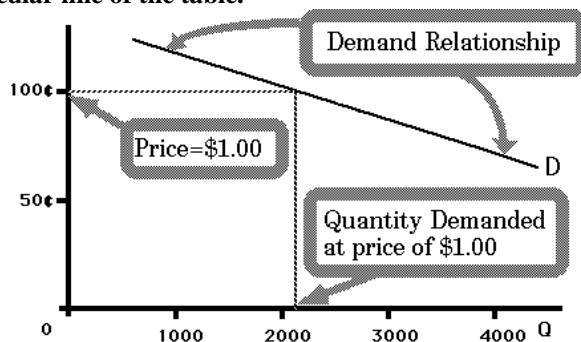 cular line of the table.
Demand Relationship
100¢
Price=$1.00
D
50¢
Quantity Demanded
at price of $1.00
0
1000
2000
3000
4000
Q